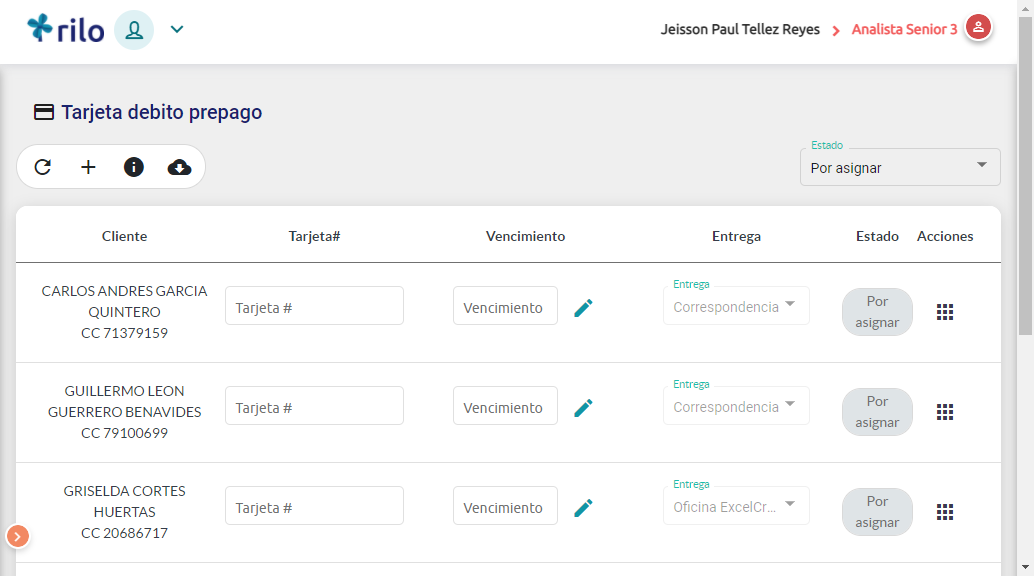 rilo
Jeisson Paul Tellez Reyes
Analista Senior 3
Tarjeta debito prepago
Estado
Por asignar
Cliente Tarjeta# Vencimiento Entrega Estado Acciones
CARLOS ANDRES GARCIA
QUINTERO
CC 71379159
Tarjeta #
Vencimiento
Entrega
Correspondencia
Por
asignar
GUILLERMO LEON
GUERRERO BENAVIDES
CC 79100699
Tarjeta #
Vencimiento
Entrega
Correspondencia
Por
asignar
GRISELDA CORTES
HUERTAS
CC 20686717
Tarjeta #
Vencimiento
Entrega
Oficina ExcelCr...
Por
asignar